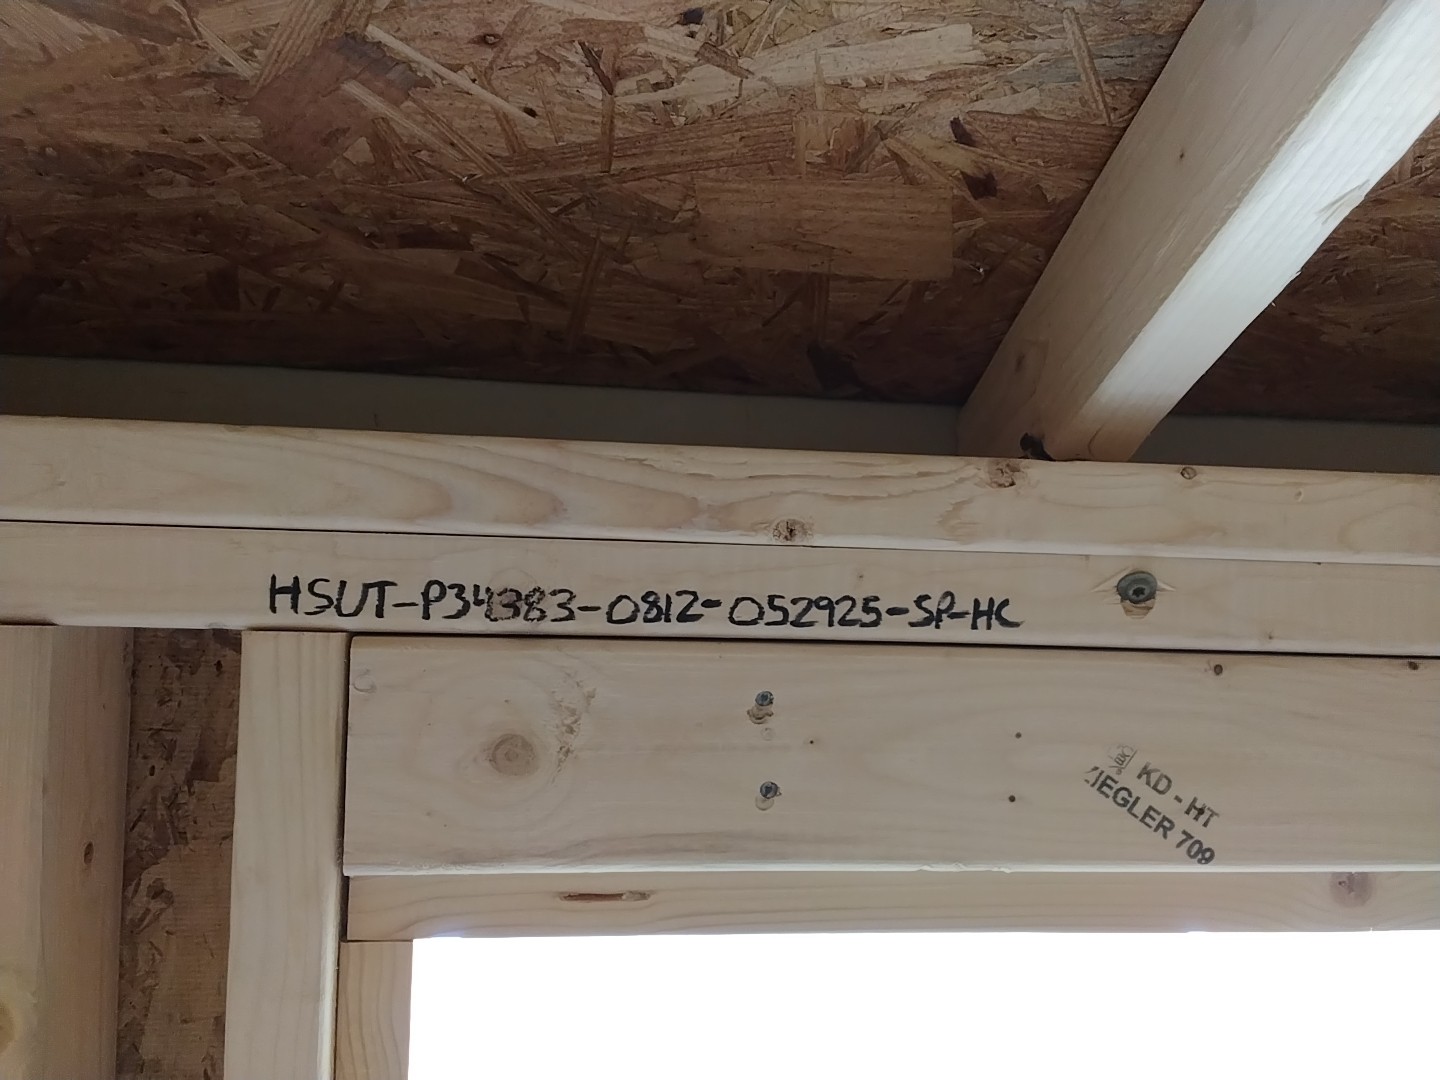 HSUT-P34383-0812-052925-SP-HC
KD - HT
ZIEGLER 709